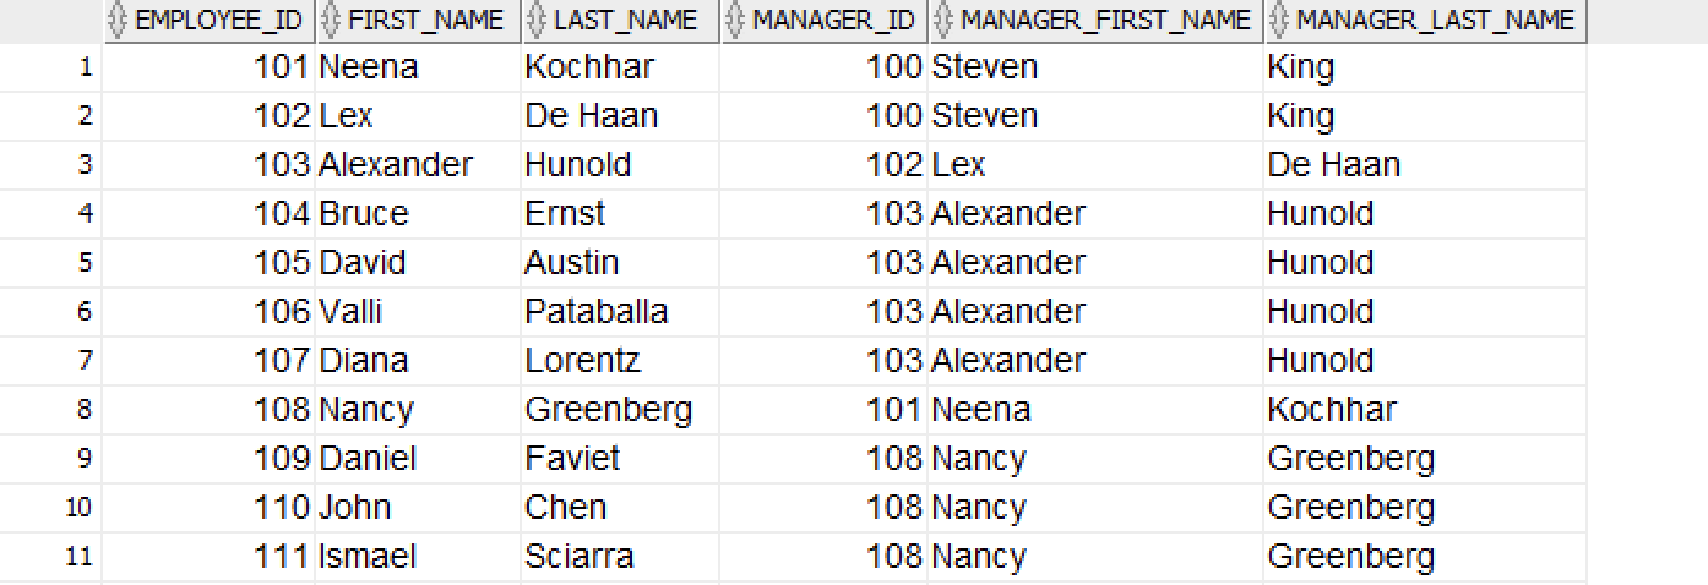 EMPLOYEE_ID FIRST_NAME LAST_NAME MANAGER_ID MANAGER_FIRST_NAME MANAGER_LAST_NAME
1 101 Neena Kochhar 100 Steven King
2 102 Lex De Haan 100 Steven King
3 103 Alexander Hunold 102 Lex De Haan
4 104 Bruce Ernst 103 Alexander Hunold
5 105 David Austin 103 Alexander Hunold
6 106 Valli Pataballa 103 Alexander Hunold
7 107 Diana Lorentz 103 Alexander Hunold
8 108 Nancy Greenberg 101 Neena Kochhar
9 109 Daniel Faviet 108 Nancy Greenberg
10 110 John Chen 108 Nancy Greenberg
11 111 Ismael Sciarra 108 Nancy Greenberg